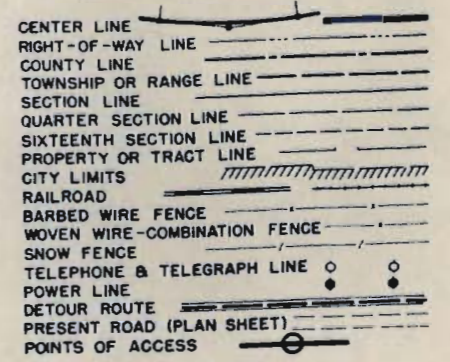 CENTER LINE
RIGHT-OF-WAY LINE
COUNTY LINE
TOWNSHIP OR RANGE LINE
SECTION LINE
QUARTER SECTION LINE
SIXTEENTH SECTION LINE
PROPERTY OR TRACT LINE
CITY LIMITS
RAILROAD
BARBED WIRE FENCE
WOVEN WIRE-COMBINATION FENCE
SNOW FENCE
TELEPHONE & TELEGRAPH LINE
POWER LINE
DETOUR ROUTE
PRESENT ROAD (PLAN SHEET)
POINTS OF ACCESS